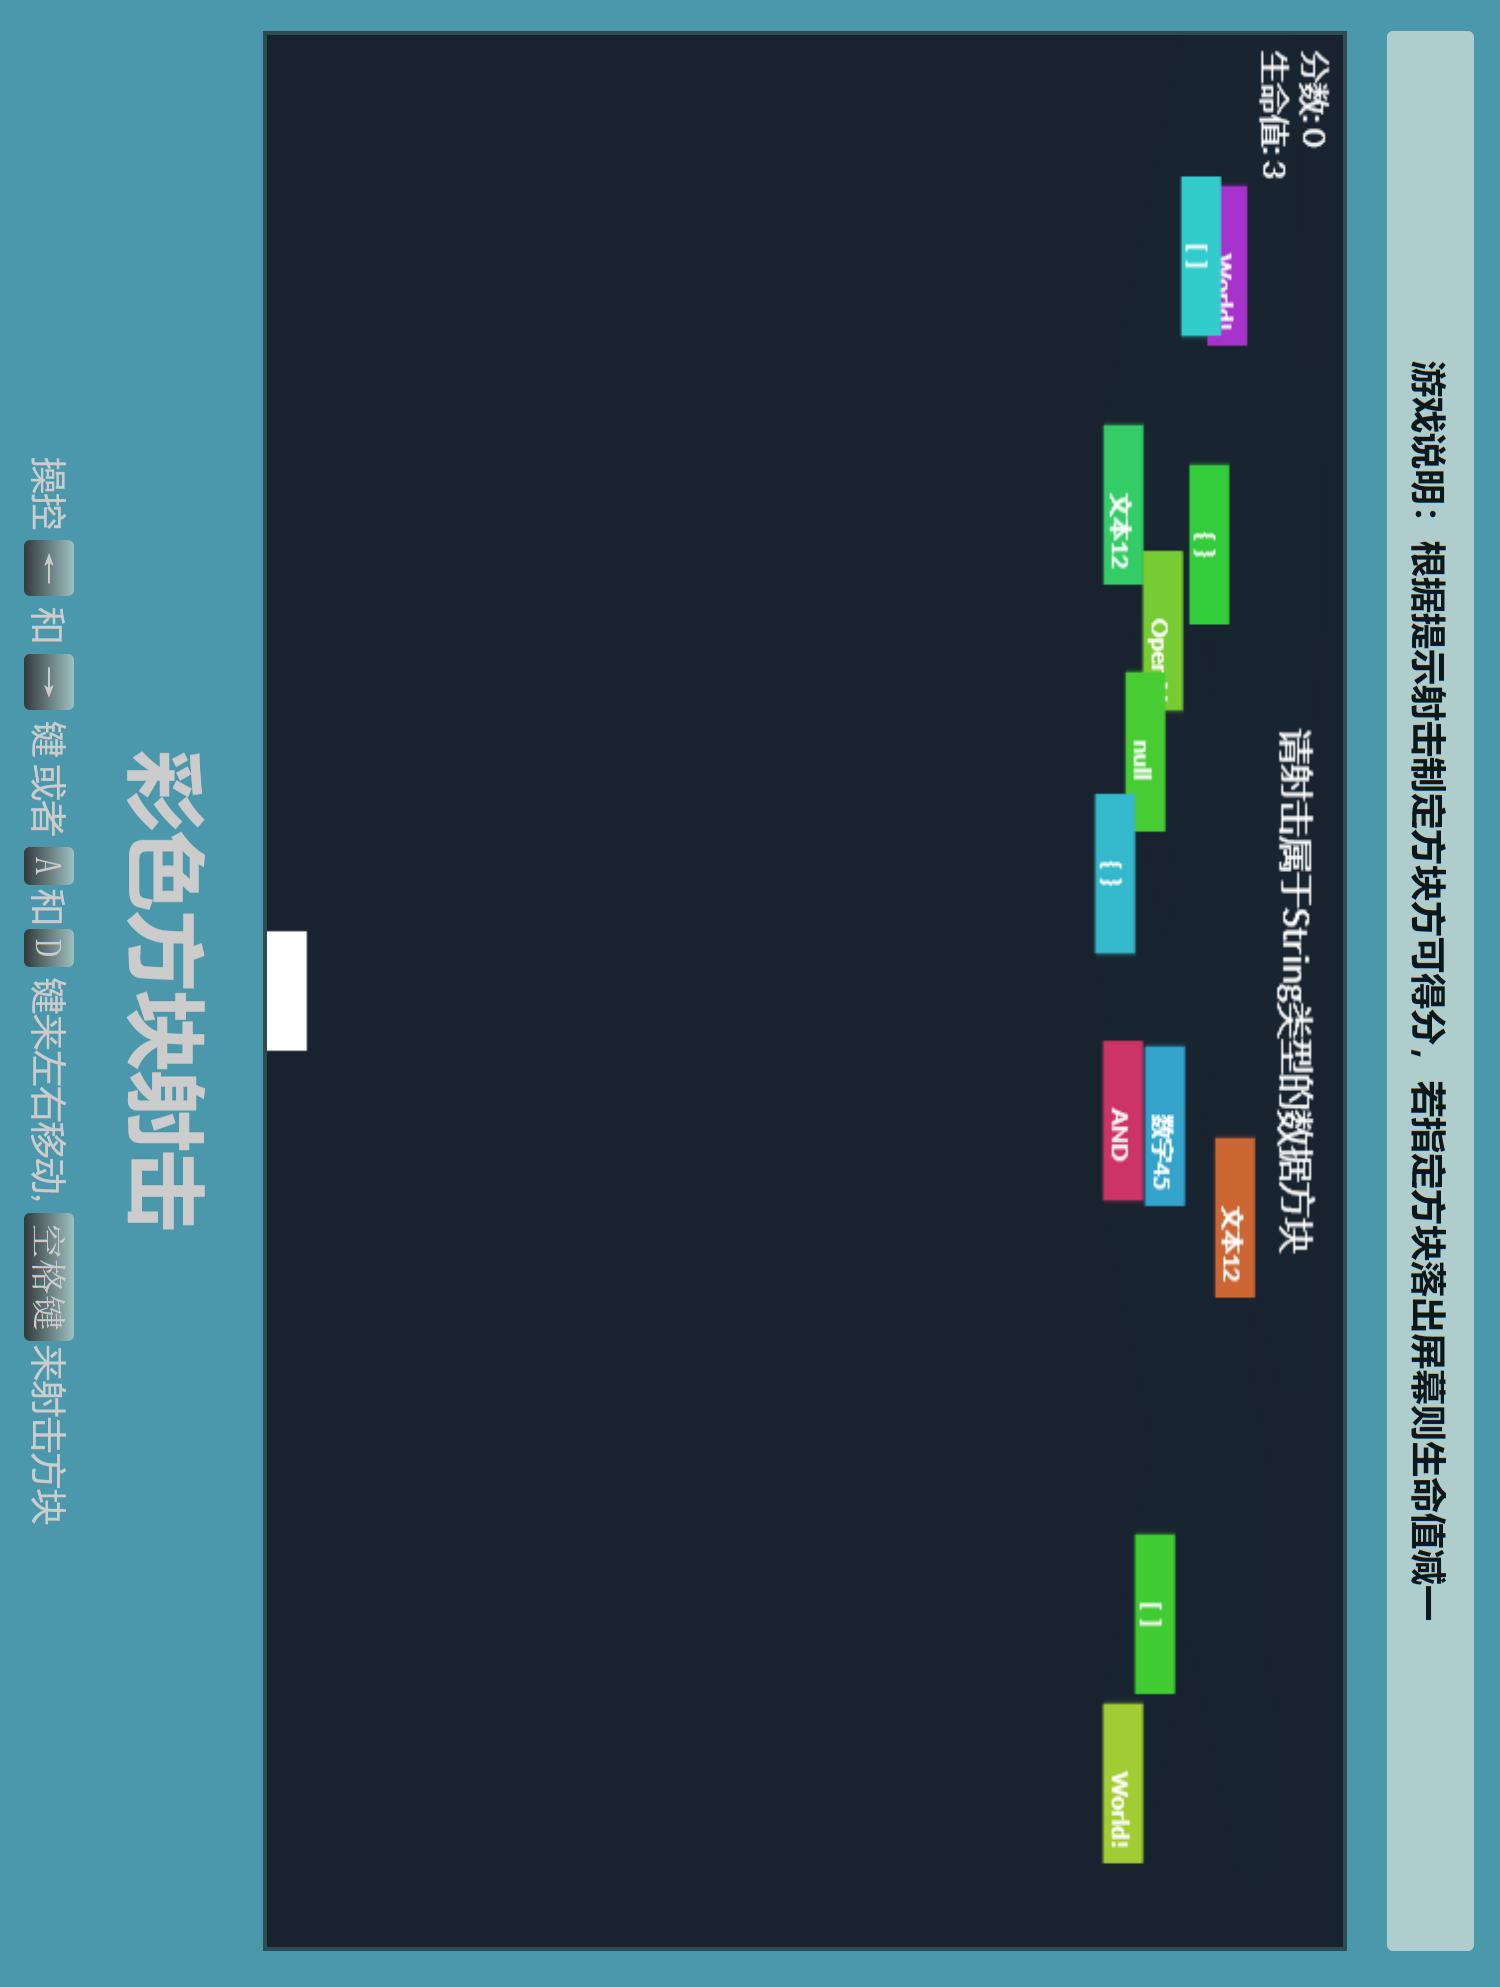 游戏说明：根据提示射击制定方块方可得分，若指定方块落出屏幕则生命值减一
分数: 0
生命值: 3
请射击属于String类型的数据方块
World!
[ ]
{ }
文本12
null
{ }
文本12
数字45
AND
[ ]
World!
彩色方块射击
操控 ← 和 → 键 或者 A 和 D 键来左右移动, 空格键 来射击方块